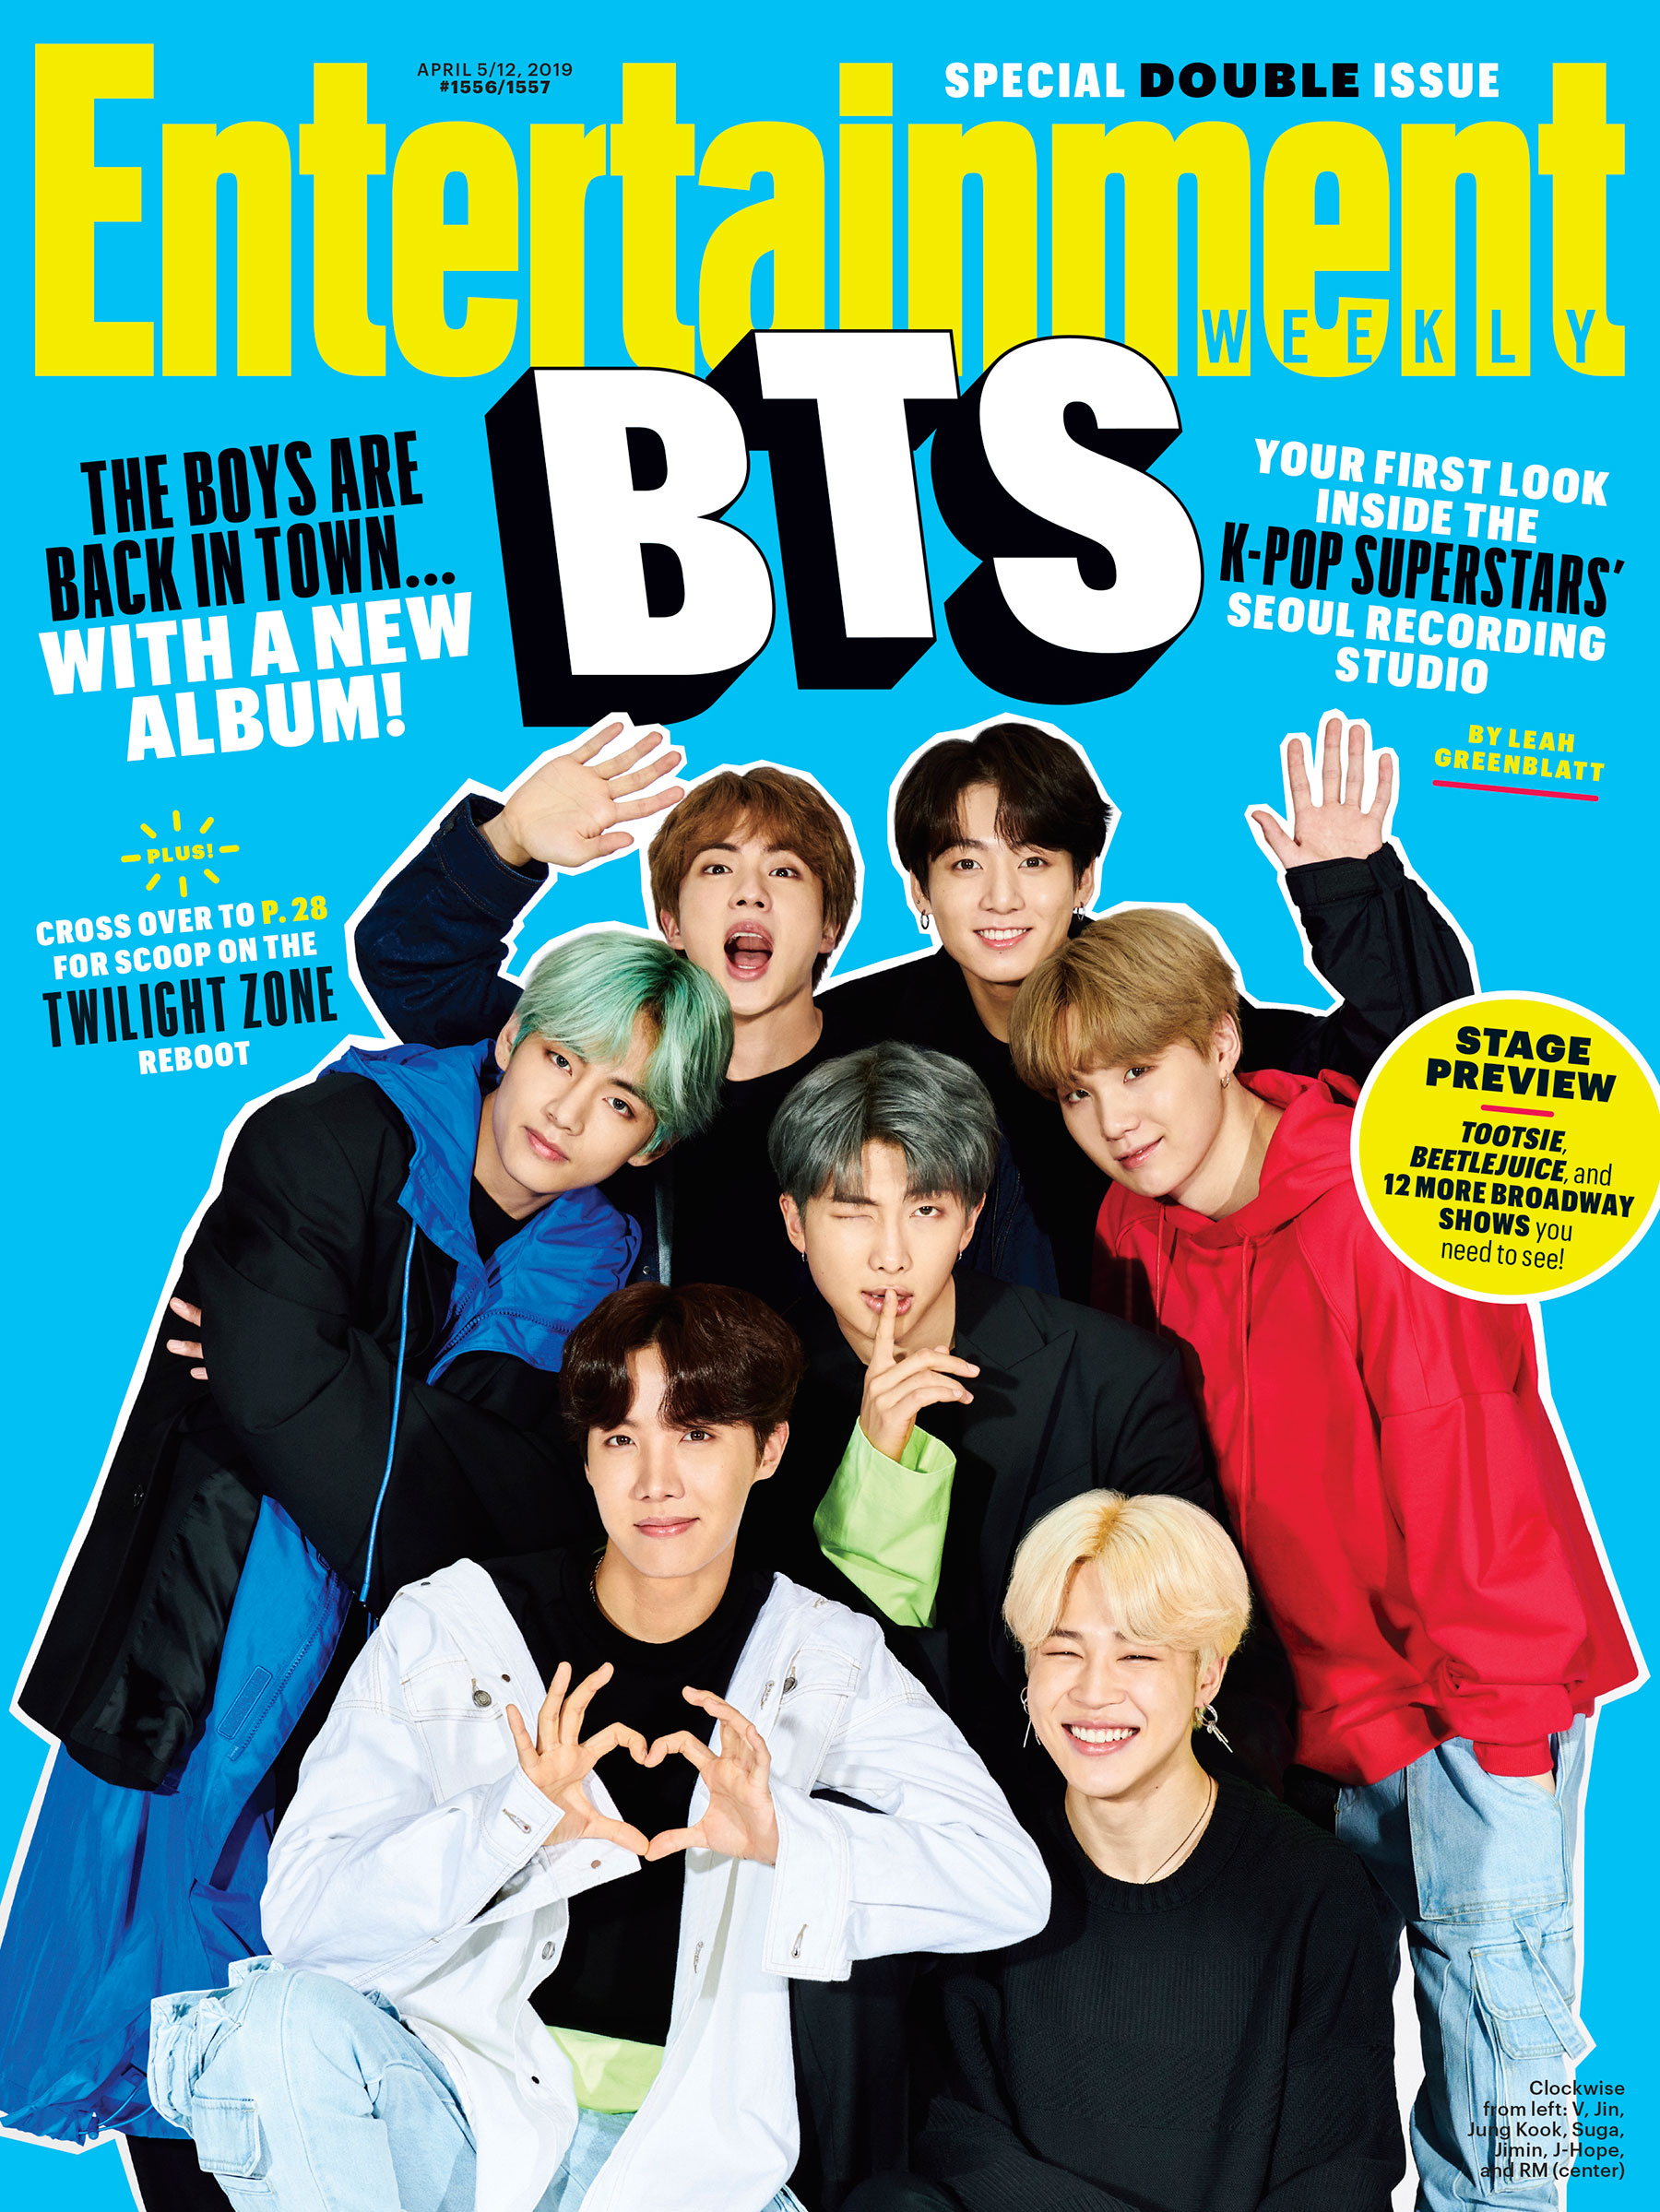 APRIL 5/12, 2019
#1556/1557
SPECIAL DOUBLE ISSUE
Entertainment
WEEKLY
BTS
THE BOYS ARE
BACK IN TOWN...
WITH A NEW
ALBUM!
YOUR FIRST LOOK
INSIDE THE
K-POP SUPERSTARS’
SEOUL RECORDING
STUDIO
BY LEAH
GREENBLATT
PLUS!
CROSS OVER TO P. 28
FOR SCOOP ON THE
TWILIGHT ZONE
REBOOT
STAGE
PREVIEW
TOOTSIE,
BEETLEJUICE, and
12 MORE BROADWAY
SHOWS you
need to see!
Clockwise
from left: V, Jin,
Jung Kook, Suga,
Jimin, J-Hope,
and RM (center)